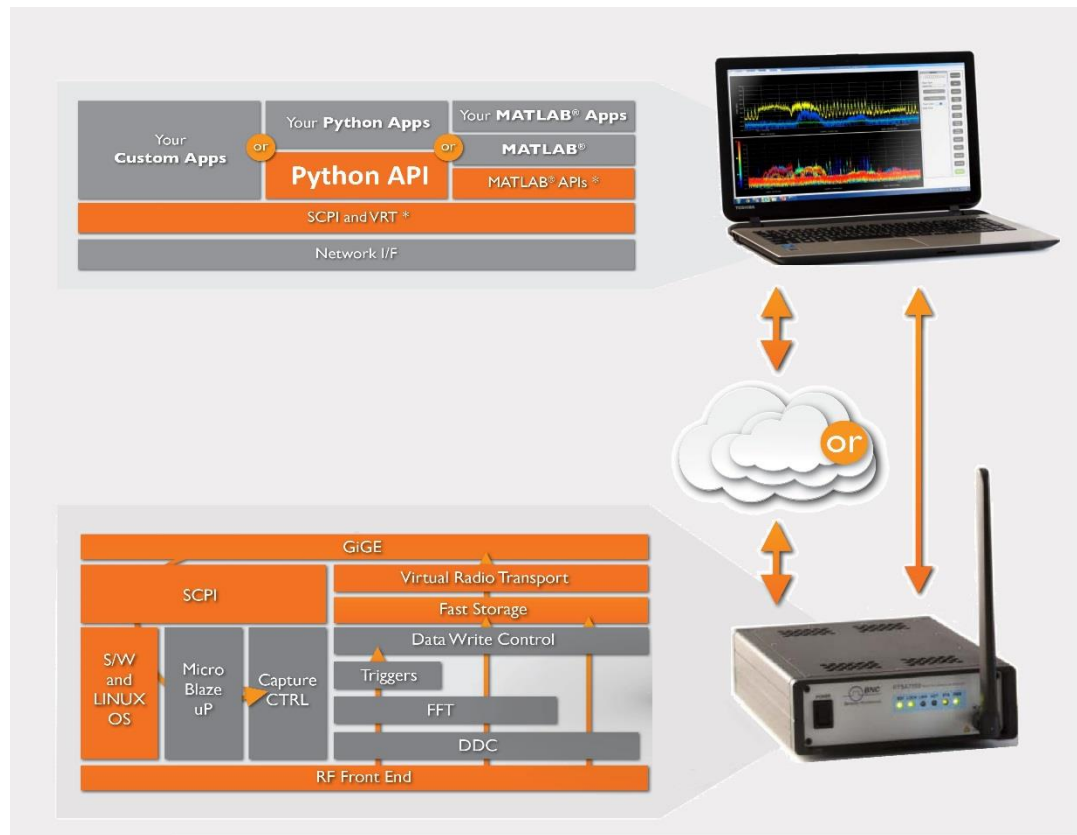 Your
Custom Apps
or
Your Python Apps
Python API
or
Your MATLAB® Apps
MATLAB®
MATLAB® APIs *
SCPI and VRT *
Network I/F
TOSHIBA
or
GiGE
SCPI
Virtual Radio Transport
Fast Storage
Data Write Control
S/W
and
LINUX
OS
Micro
Blaze
uP
Capture
CTRL
Triggers
FFT
DDC
RF Front End
POWER
BNC